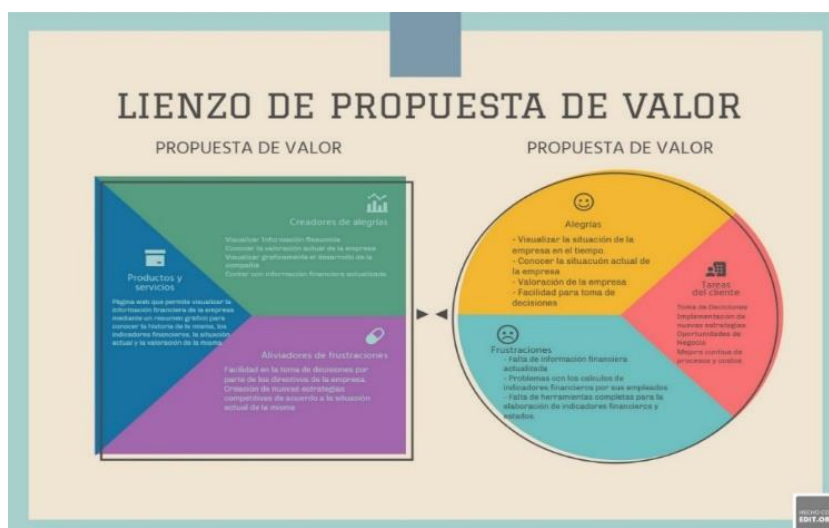 LIENZO DE PROPUESTA DE VALOR
PROPUESTA DE VALOR
Creadores de alegrías
Visualizar Información Resumida
Conocer la valoración actual de la empresa
Visualizar graficamente el desarrollo de la
compañia
Contar con información financiera actualizada
Productos y
servicios
Página web que permite visualizar la
información financiera de la empresa
mediante un resumen gráfico para
conocer la historia de la misma, los
indicadores financieros, la situación
actual y la valoración de la misma.
Aliviadores de frustraciones
Facilidad en la toma de decisiones por
parte de los directivos de la empresa.
Creación de nuevas estrategias
competitivas de acuerdo a la situación
actual de la misma
PROPUESTA DE VALOR
Alegrías
- Visualizar la situación de la
empresa en el tiempo.
- Conocer la situacuón actual de
la empresa
- Valoración de la empresa
- Facilidad para toma de
decisiones
Tareas
del cliente
Toma de Decisiones
Implementación de
nuevas estrategias
Oportunidades de
Negocio
Mejora continua de
procesos y costos
Frustraciones
- Falta de información financiera
actualizada
- Problemas con los calculos de
indicadores financieros por sus empleados
- Falta de herramientas completas para la
elaboración de indicadores financieros y
estados.
HECHO CO
EDIT.OR